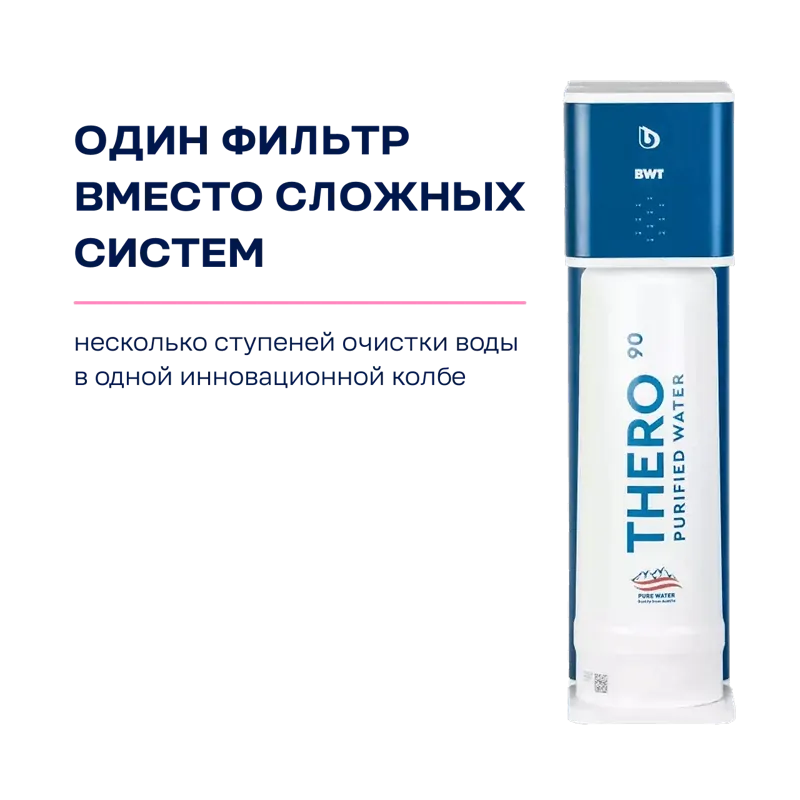 ОДИН ФИЛЬТР
ВМЕСТО СЛОЖНЫХ
СИСТЕМ
несколько ступеней очистки воды
в одной инновационной колбе
BWT
THERO 90
PURIFIED WATER
PURE WATER